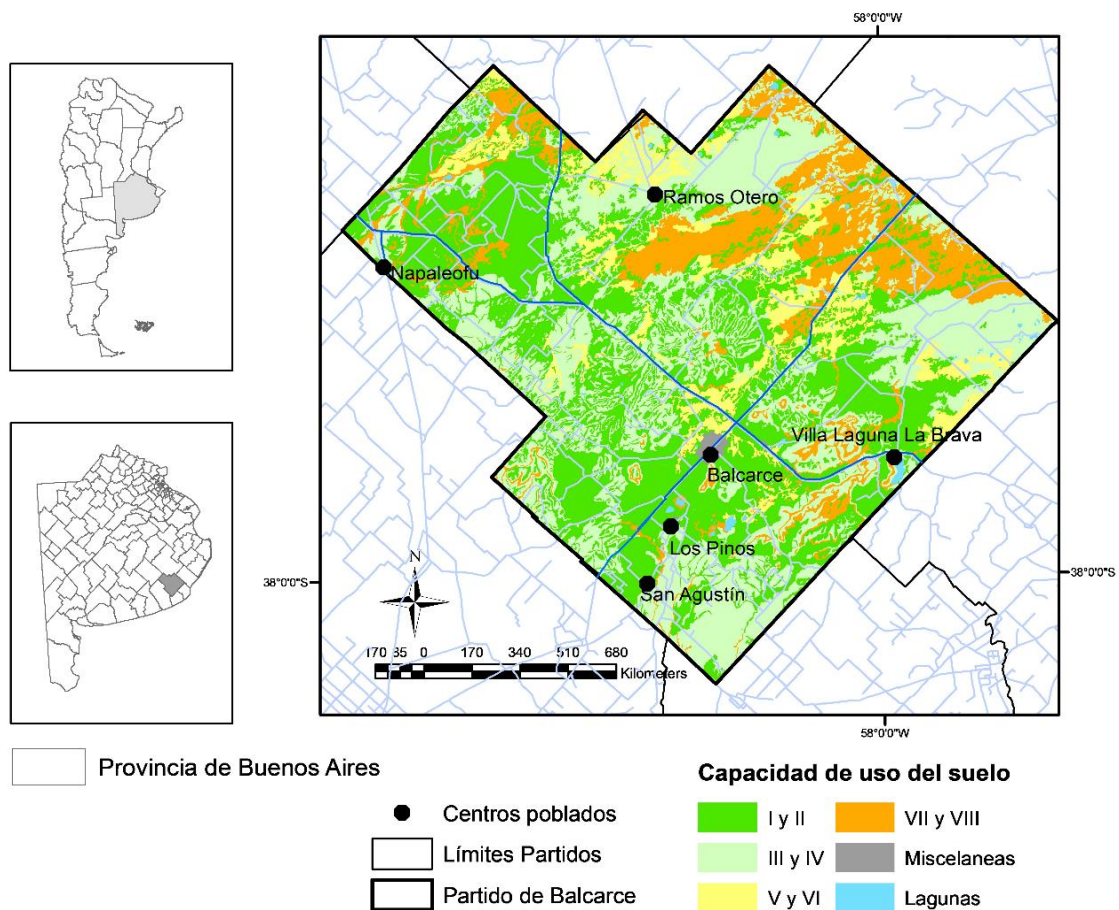 58°0'0"W
Ramos Otero
Napaleofu
Villa Laguna La Brava
Balcarce
Los Pinos
San Agustín
N
38°0'0"S
38°0'0"S
170 85 0 170 340 510 680
Kilometers
58°0'0"W
Provincia de Buenos Aires
Centros poblados
Límites Partidos
Partido de Balcarce
Capacidad de uso del suelo
I y II
VII y VIII
III y IV
Miscelaneas
V y VI
Lagunas